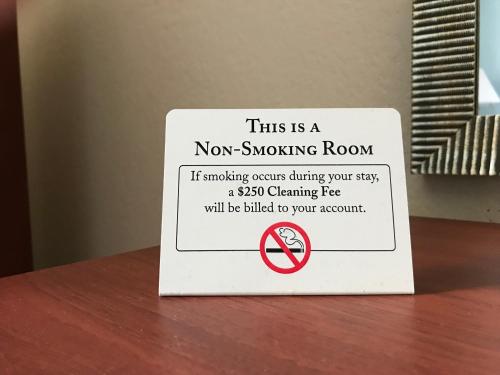 This is a
Non-Smoking Room
If smoking occurs during your stay,
a $250 Cleaning Fee
will be billed to your account.